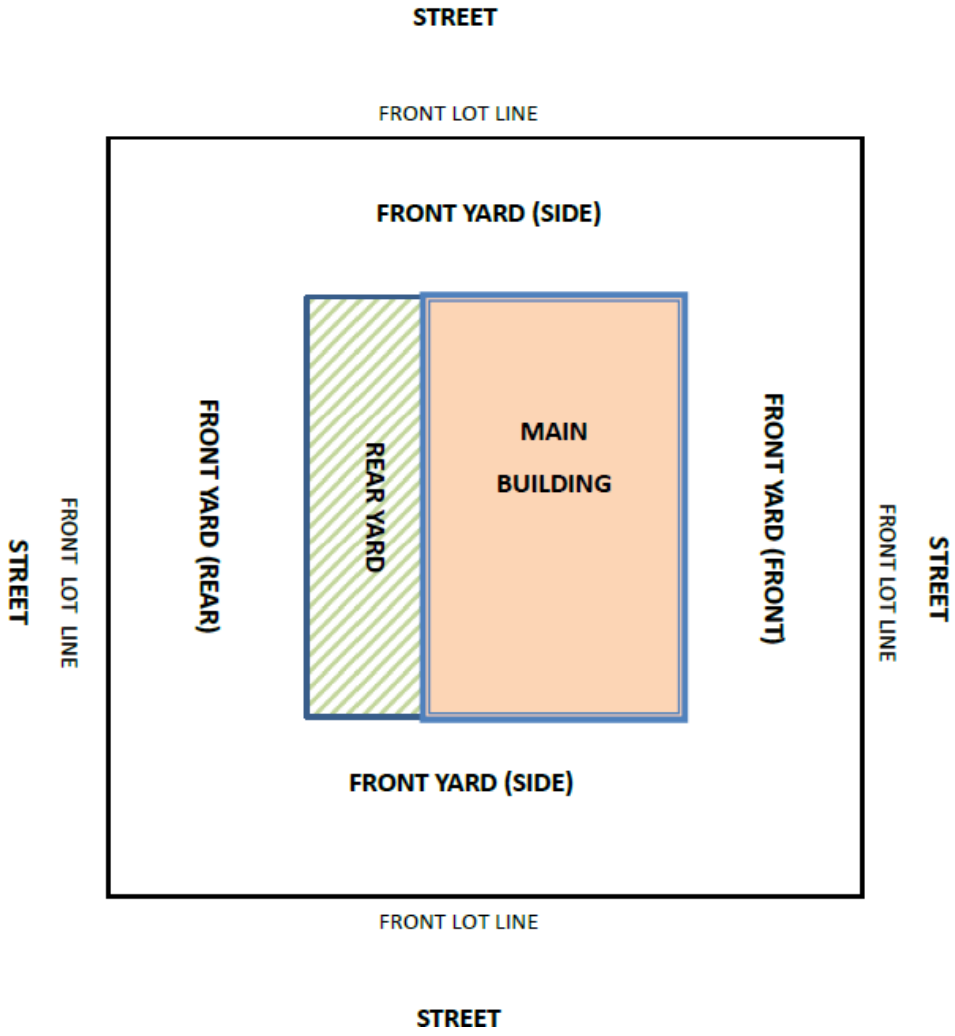 STREET
FRONT LOT LINE
FRONT YARD (SIDE)
STREET
FRONT LOT LINE
FRONT YARD (REAR)
REAR YARD
MAIN
BUILDING
FRONT YARD (FRONT)
FRONT LOT LINE
STREET
FRONT YARD (SIDE)
FRONT LOT LINE
STREET